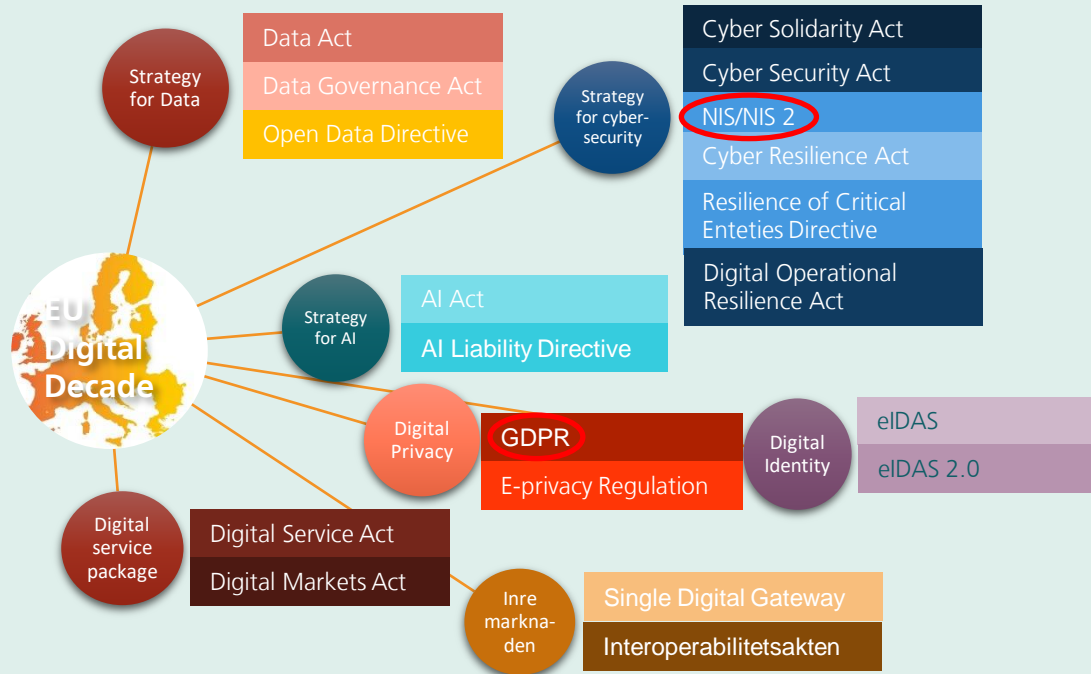 Strategy
for Data
Data Act
Data Governance Act
Open Data Directive
Strategy
for cyber-
security
Cyber Solidarity Act
Cyber Security Act
NIS/NIS 2
Cyber Resilience Act
Resilience of Critical
Enteties Directive
Digital Operational
Resilience Act
EU
Digital
Decade
Strategy
for AI
AI Act
AI Liability Directive
Digital
Privacy
GDPR
E-privacy Regulation
Digital
Identity
eIDAS
eIDAS 2.0
Digital
service
package
Digital Service Act
Digital Markets Act
Inre
markna-
den
Single Digital Gateway
Interoperabilitetsakten